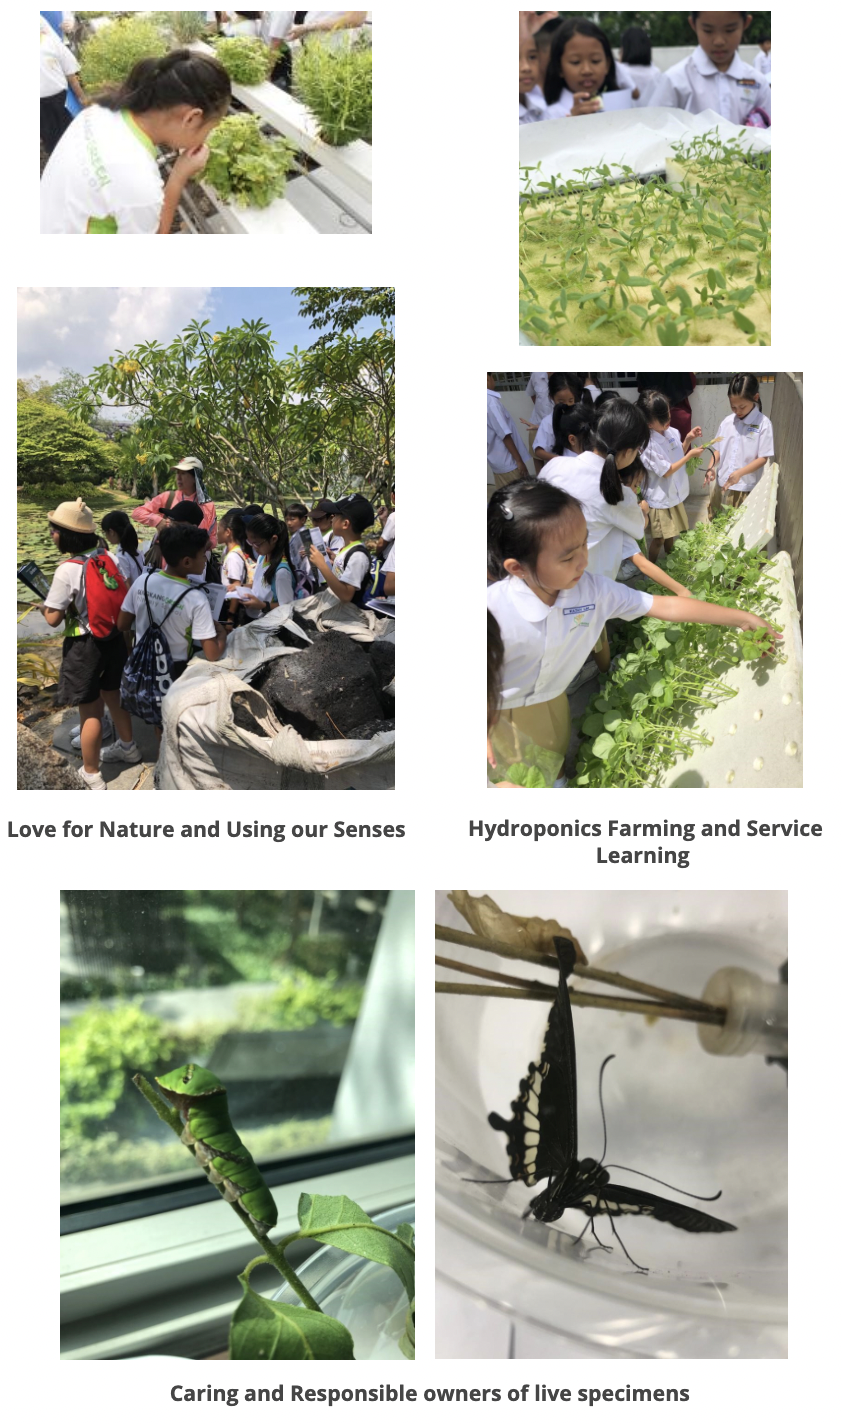 Love for Nature and Using our Senses
Hydroponics Farming and Service
Learning
Caring and Responsible owners of live specimens